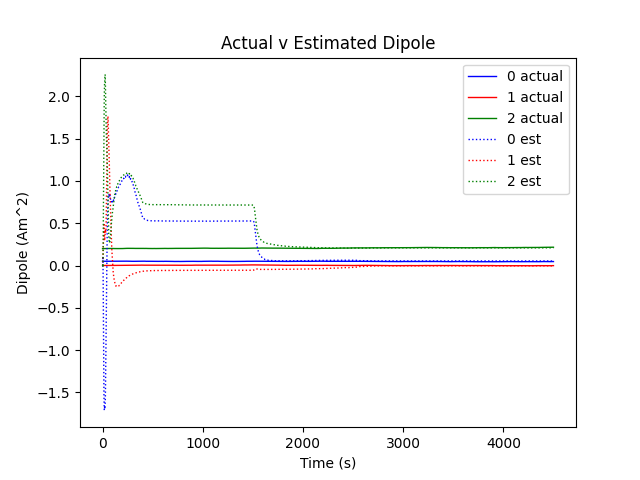 Actual v Estimated Dipole
0 actual
1 actual
2 actual
0 est
1 est
2 est
Dipole (Am^2)
2.0
1.5
1.0
0.5
0.0
−0.5
−1.0
−1.5
0 1000 2000 3000 4000
Time (s)